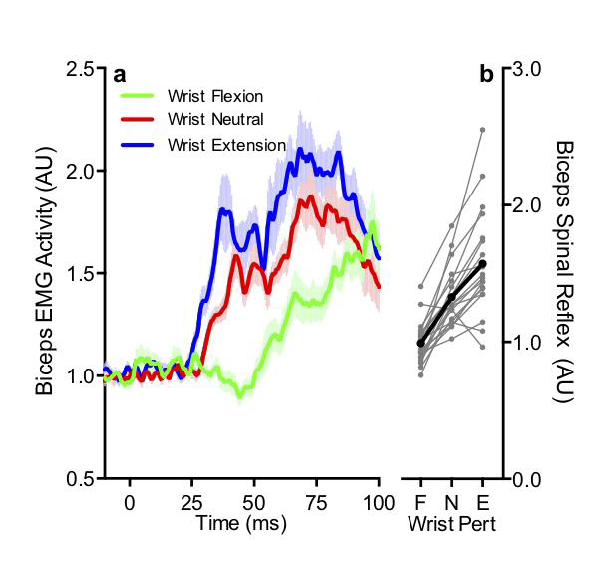 a
b
Wrist Flexion
Wrist Neutral
Wrist Extension
Biceps EMG Activity (AU)
2.5
2.0
1.5
1.0
0.5
0
25
50
75
100
Time (ms)
3.0
2.0
1.0
0.0
Biceps Spinal Reflex (AU)
F N E
Wrist Pert